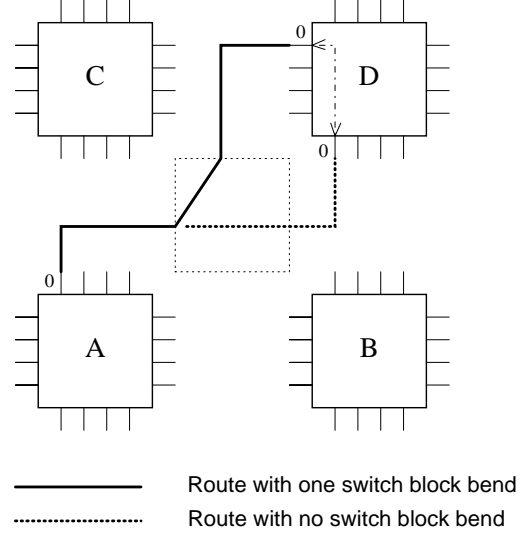 0
C
D
0
0
A
B
Route with one switch block bend
Route with no switch block bend